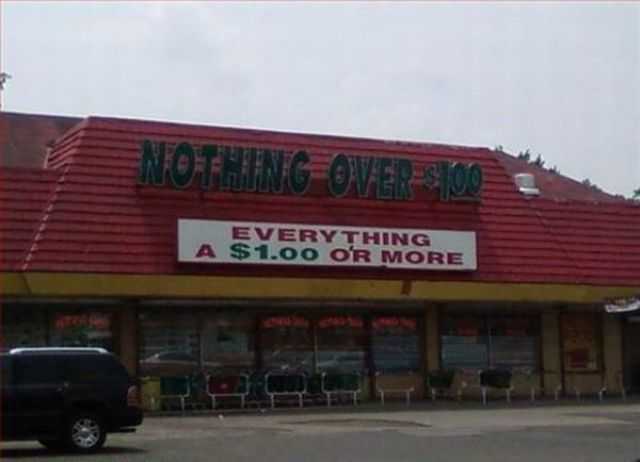 NOTHING OVER $100
EVERYTHING
A $1.00 OR MORE